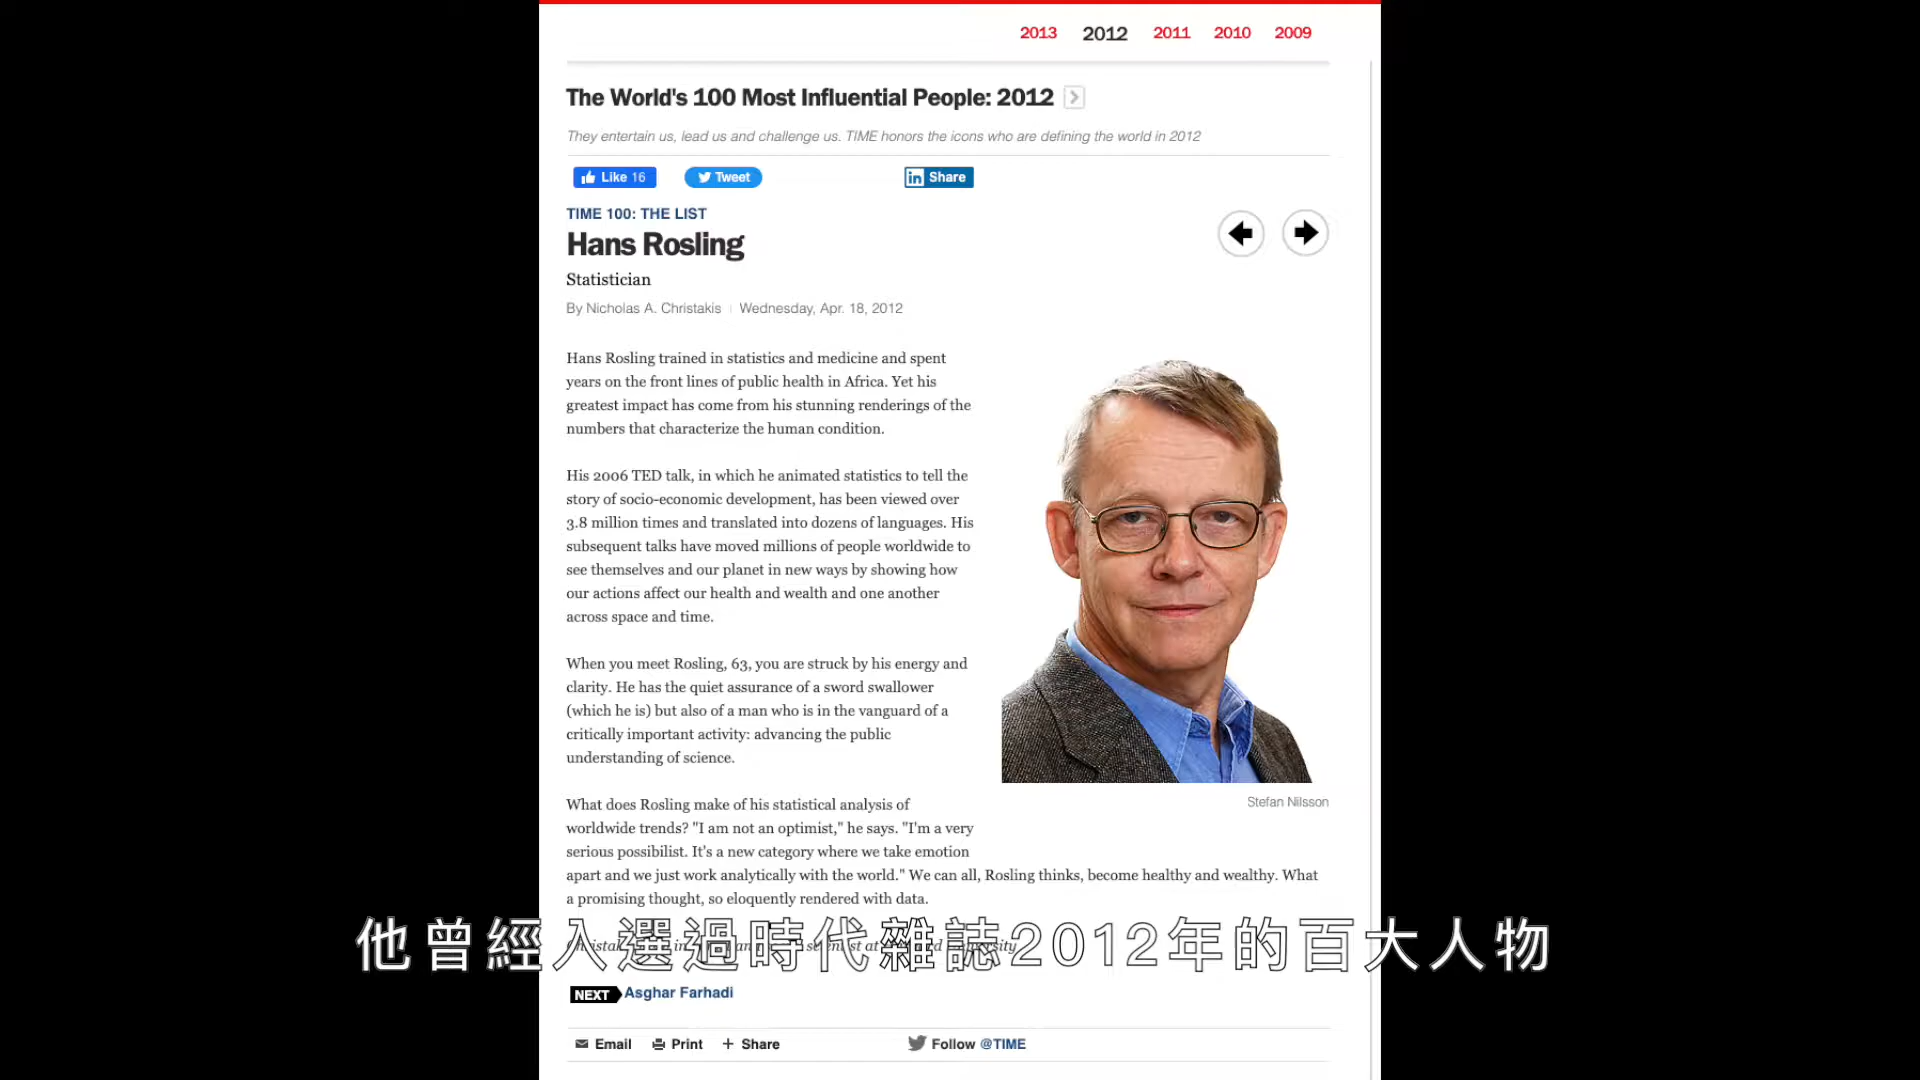 2013 2012 2011 2010 2009
The World's 100 Most Influential People: 2012
They entertain us, lead us and challenge us. TIME honors the icons who are defining the world in 2012
Like 16 Tweet in Share
TIME 100: THE LIST
Hans Rosling
Statistician
By Nicholas A. Christakis | Wednesday, Apr. 18, 2012
Hans Rosling trained in statistics and medicine and spent
years on the front lines of public health in Africa. Yet his
greatest impact has come from his stunning renderings of the
numbers that characterize the human condition.
His 2006 TED talk, in which he animated statistics to tell the
story of socio-economic development, has been viewed over
3.8 million times and translated into dozens of languages. His
subsequent talks have moved millions of people worldwide to
see themselves and our planet in new ways by showing how
our actions affect our health and wealth and one another
across space and time.
When you meet Rosling, 63, you are struck by his energy and
clarity. He has the quiet assurance of a sword swallower
(which he is) but also of a man who is in the vanguard of a
critically important activity: advancing the public
understanding of science.
Stefan Nilsson
What does Rosling make of his statistical analysis of
worldwide trends? "I am not an optimist," he says. "I'm a very
serious possibilist. It's a new category where we take emotion
apart and we just work analytically with the world." We can all, Rosling thinks, become healthy and wealthy. What
a promising thought, so eloquently rendered with data.
他曾經入選過時代雜誌2012年的百大人物
NEXT Asghar Farhadi
Email Print + Share Follow @TIME